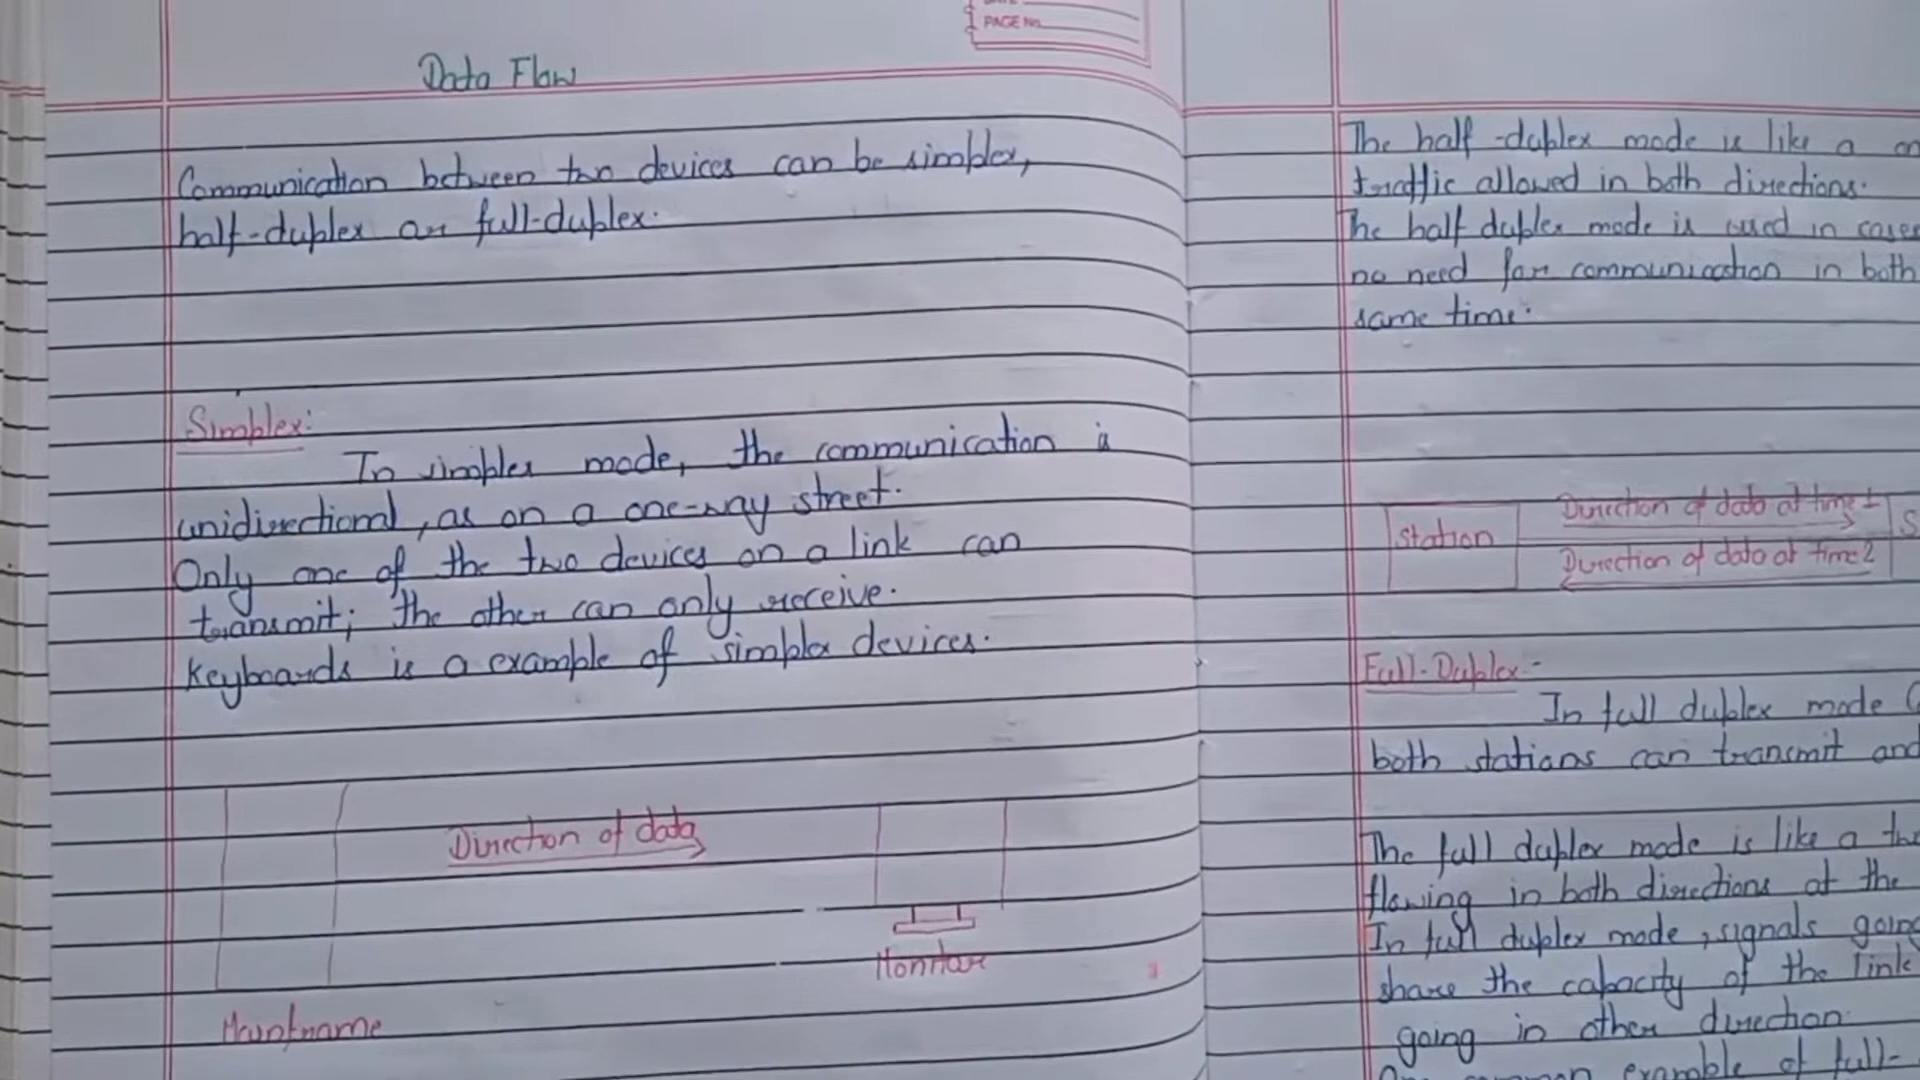 PAGE No.
Data Flow
Communication between two devices can be simplex,
half-duplex or full-duplex.
Simplex:
In simplex mode, the communication is
unidirectional, as on a one-way street.
Only one of the two devices on a link can
transmit; the other can only receive.
Keyboards is a example of simplex devices.
Direction of data
Monitor
The half-duplex mode is like a
traffic allowed in both directions.
The half duplex mode is used in cases
no need for communication in both
same time.
Station
Direction of data at time 1
Direction of data at time 2
S
Full-Duplex:-
In full duplex mode (
both stations can transmit and
The full duplex mode is like a
flowing in both directions at the
In full duplex mode, signals going
share the capacity of the link
going in other direction.
example of full-